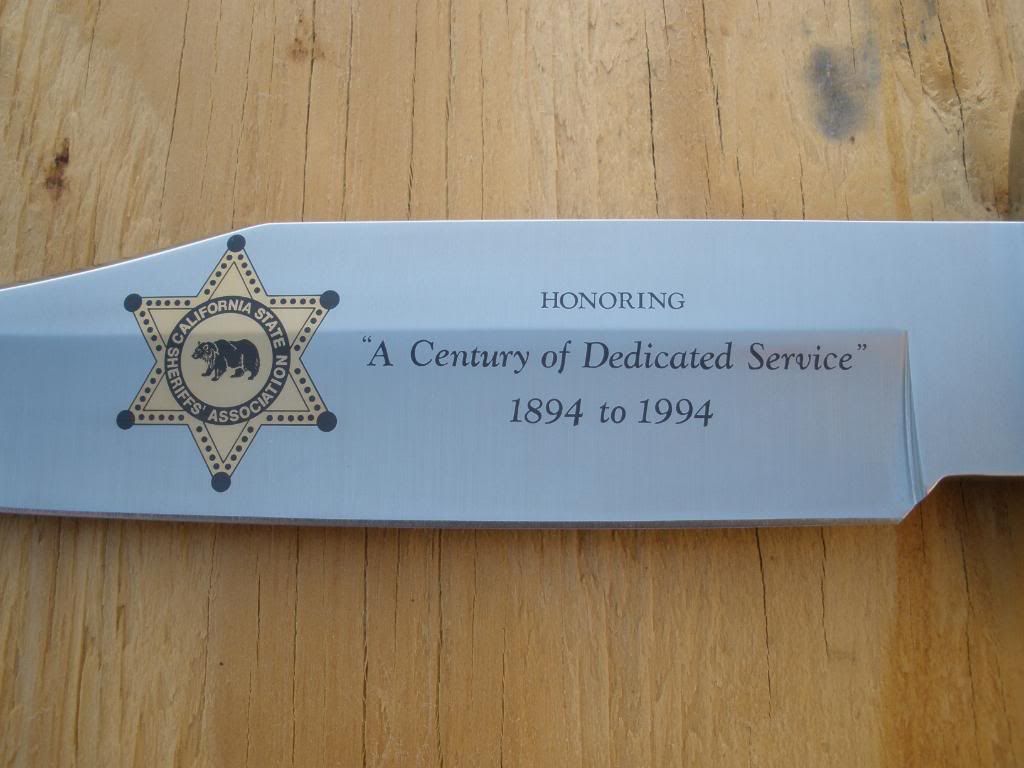 CALIFORNIA STATE
SHERIFFS' ASSOCIATION
HONORING
“A Century of Dedicated Service”
1894 to 1994